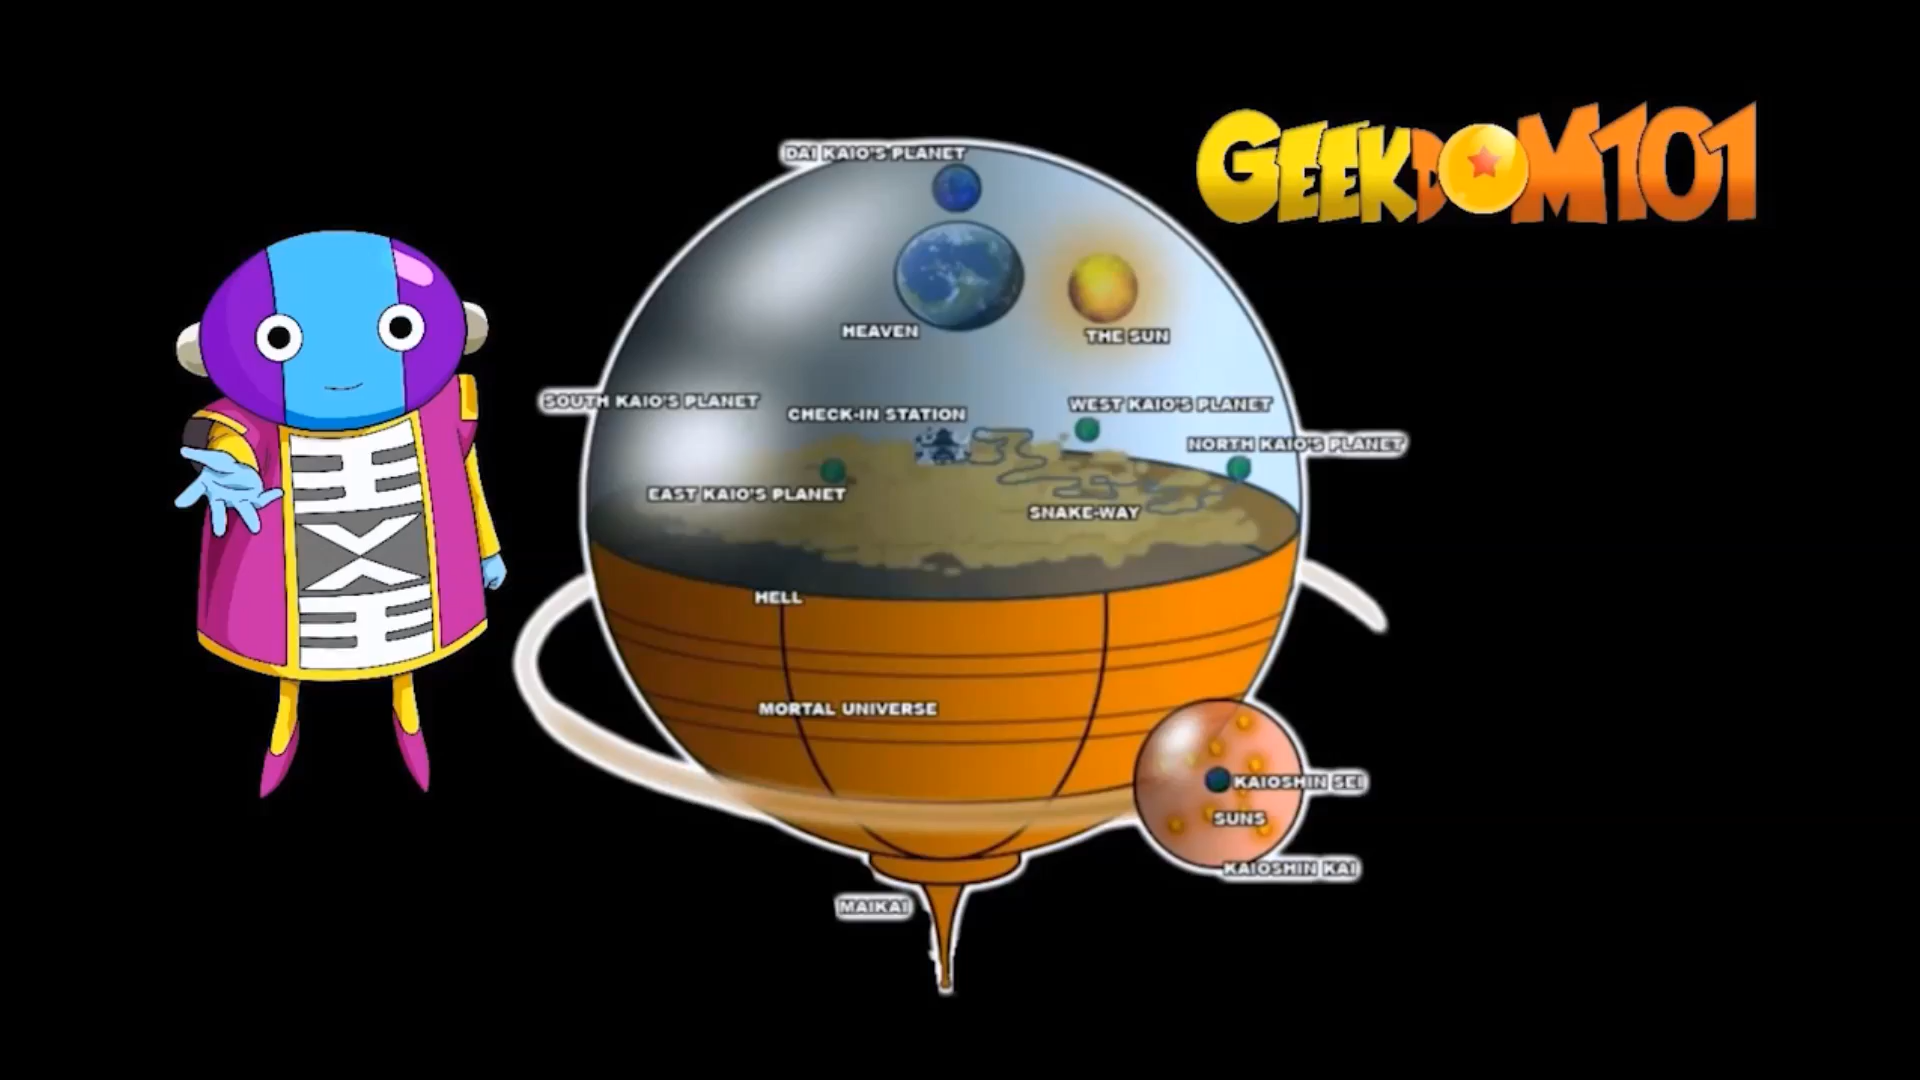 GEEKDOM101
DAI KAIO'S PLANET
HEAVEN
THE SUN
SOUTH KAIO'S PLANET
CHECK-IN STATION
WEST KAIO'S PLANET
NORTH KAIO'S PLANET
EAST KAIO'S PLANET
SNAKE-WAY
HELL
MORTAL UNIVERSE
KAIOSHIN SEI
SUNS
KAIOSHIN KAI
MAIKAI